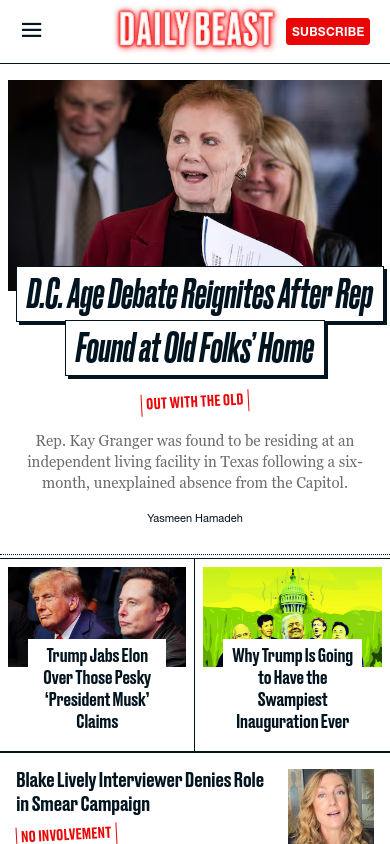 DAILY BEAST
SUBSCRIBE
D.C. Age Debate Reignites After Rep
Found at Old Folks’ Home
OUT WITH THE OLD
Rep. Kay Granger was found to be residing at an
independent living facility in Texas following a six-
month, unexplained absence from the Capitol.
Yasmeen Hamadeh
Trump Jabs Elon
Over Those Pesky
‘President Musk’
Claims
Why Trump Is Going
to Have the
Swampiest
Inauguration Ever
Blake Lively Interviewer Denies Role
in Smear Campaign
NO INVOLVEMENT